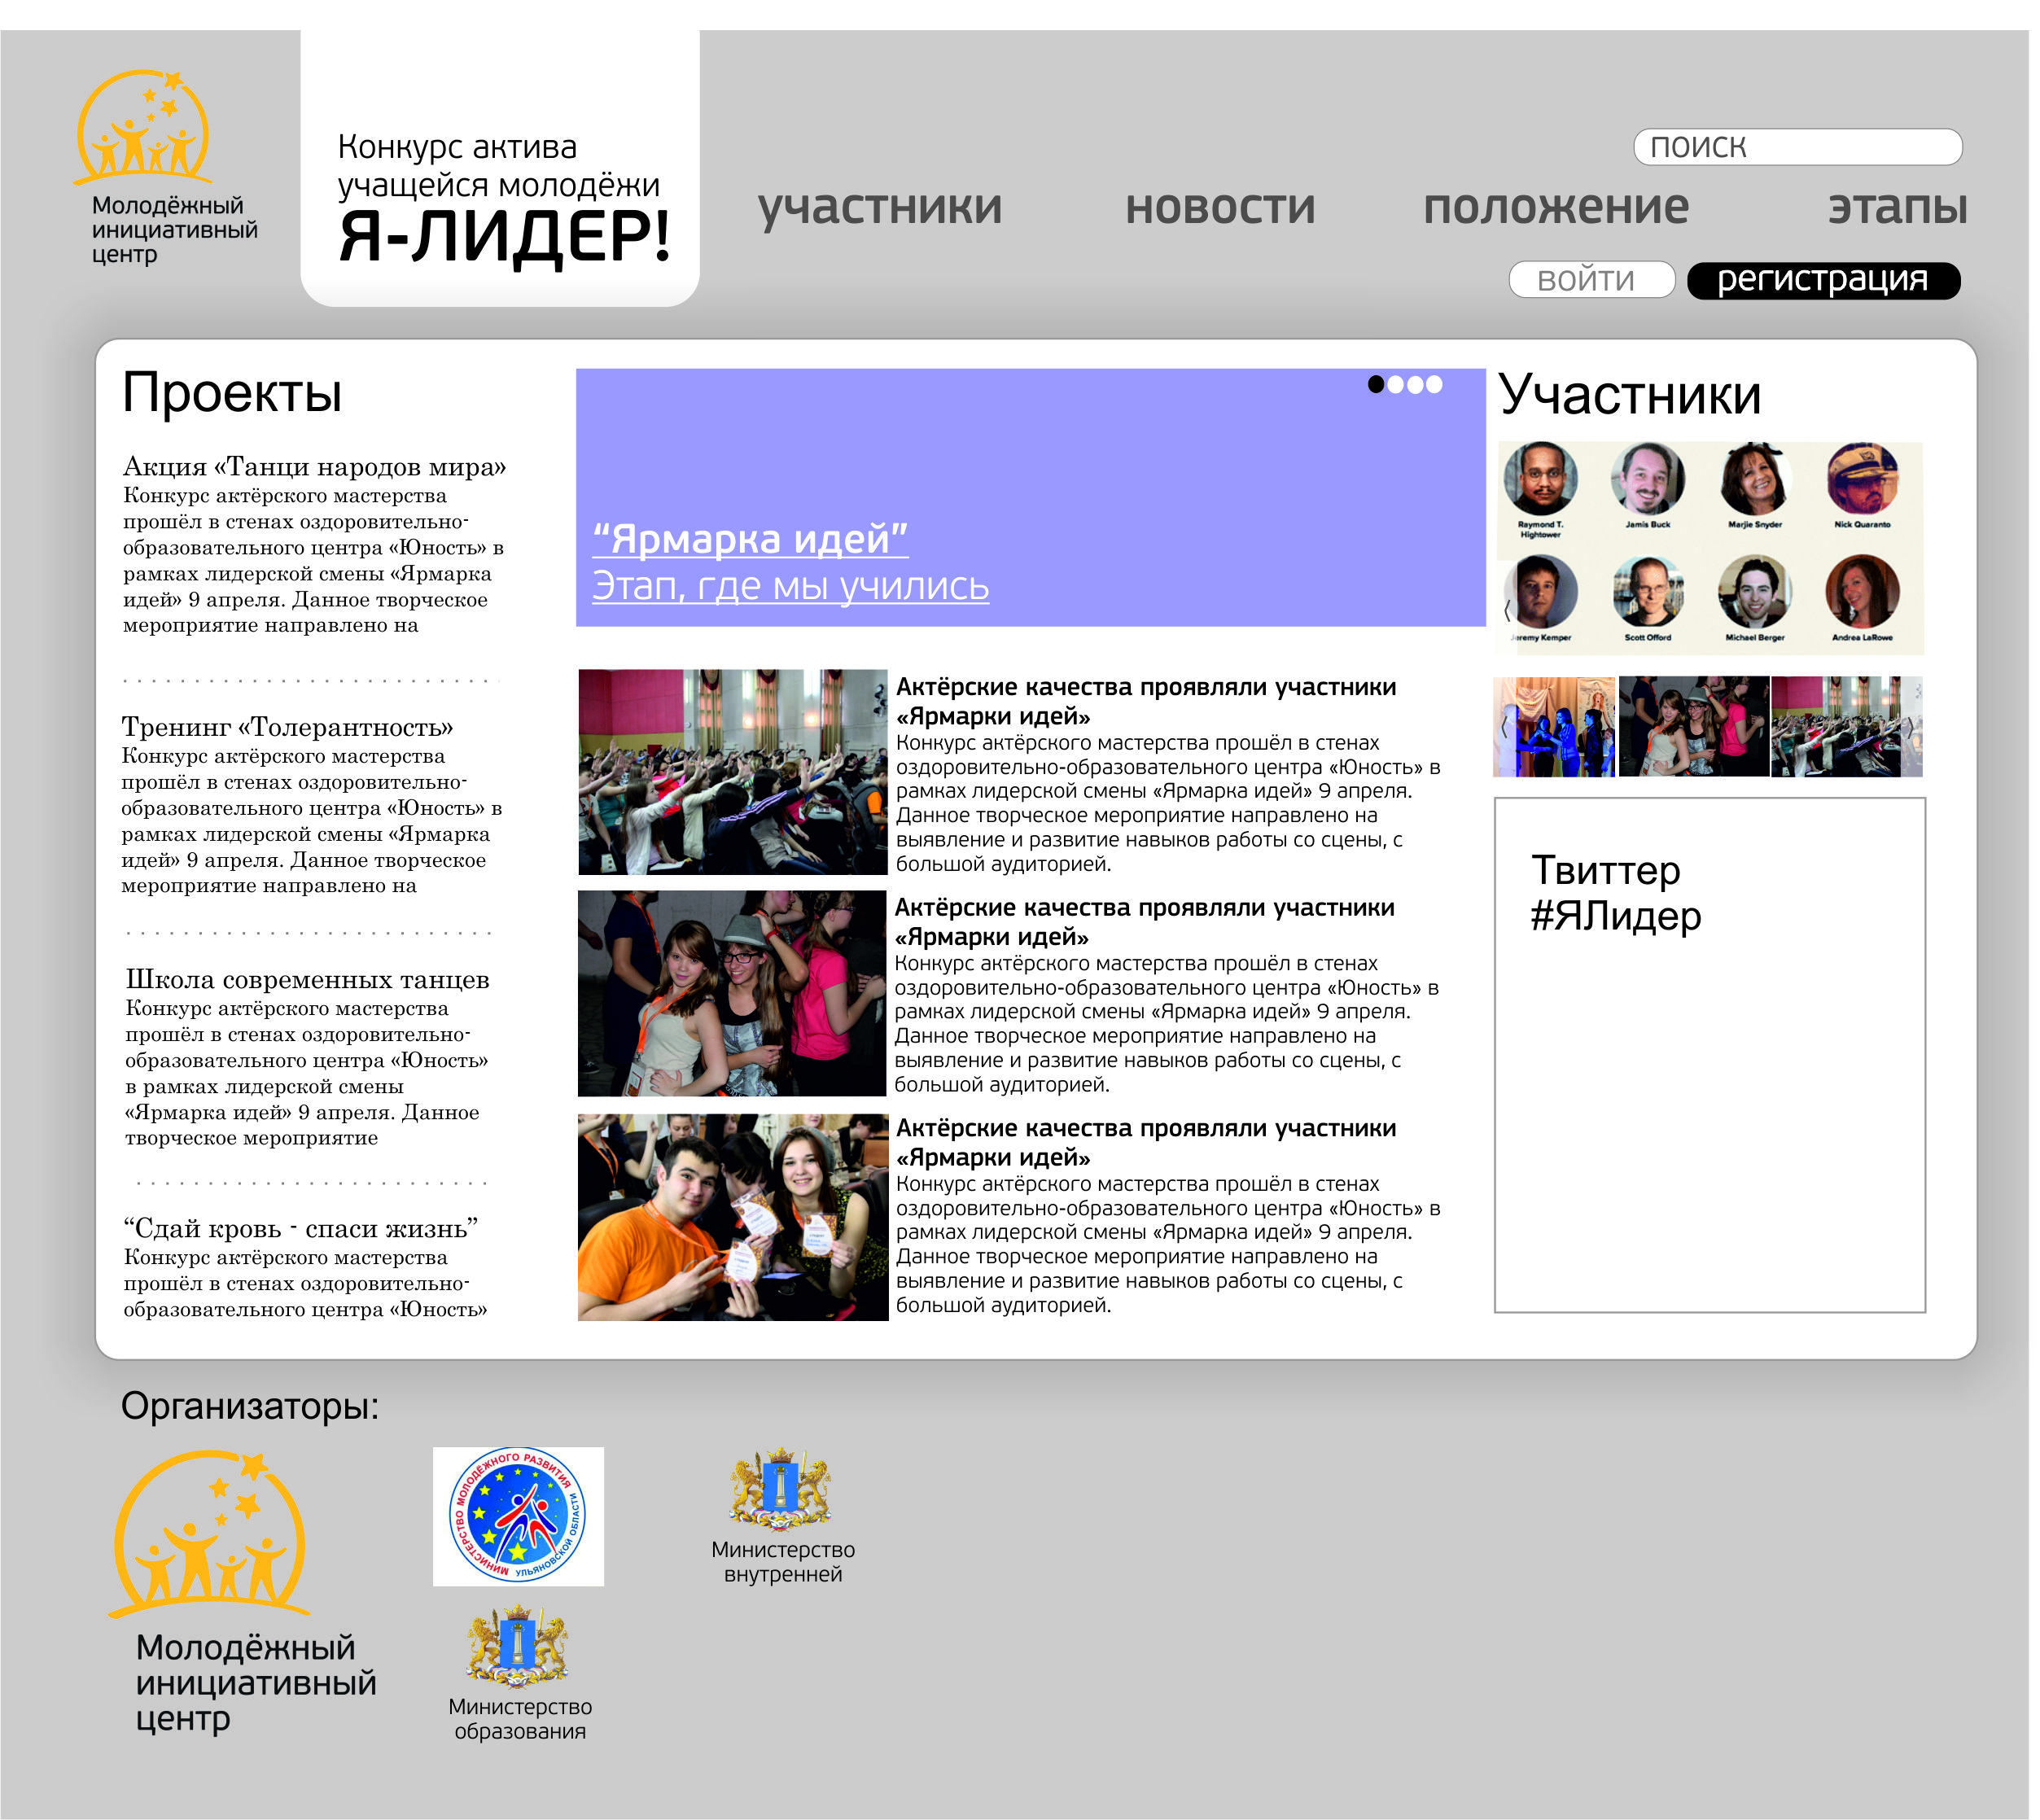 Молодёжный
инициативный
центр
Конкурс актива
учащейся молодёжи
Я-ЛИДЕР!
поиск
участники
новости
положение
этапы
войти
регистрация
Проекты
Акция «Танци народов мира»
Конкурс актёрского мастерства
прошёл в стенах оздоровительно-
образовательного центра «Юность» в
рамках лидерской смены «Ярмарка
идей» 9 апреля. Данное творческое
мероприятие направлено на
Тренинг «Толерантность»
Конкурс актёрского мастерства
прошёл в стенах оздоровительно-
образовательного центра «Юность» в
рамках лидерской смены «Ярмарка
идей» 9 апреля. Данное творческое
мероприятие направлено на
Школа современных танцев
Конкурс актёрского мастерства
прошёл в стенах оздоровительно-
образовательного центра «Юность»
в рамках лидерской смены
«Ярмарка идей» 9 апреля. Данное
творческое мероприятие
“Сдай кровь - спаси жизнь”
Конкурс актёрского мастерства
прошёл в стенах оздоровительно-
образовательного центра «Юность»
“Ярмарка идей”
Этап, где мы учились
Актёрские качества проявляли участники
«Ярмарки идей»
Конкурс актёрского мастерства прошёл в стенах
оздоровительно-образовательного центра «Юность» в
рамках лидерской смены «Ярмарка идей» 9 апреля.
Данное творческое мероприятие направлено на
выявление и развитие навыков работы со сцены, с
большой аудиторией.
Актёрские качества проявляли участники
«Ярмарки идей»
Конкурс актёрского мастерства прошёл в стенах
оздоровительно-образовательного центра «Юность» в
рамках лидерской смены «Ярмарка идей» 9 апреля.
Данное творческое мероприятие направлено на
выявление и развитие навыков работы со сцены, с
большой аудиторией.
Актёрские качества проявляли участники
«Ярмарки идей»
Конкурс актёрского мастерства прошёл в стенах
оздоровительно-образовательного центра «Юность» в
рамках лидерской смены «Ярмарка идей» 9 апреля.
Данное творческое мероприятие направлено на
выявление и развитие навыков работы со сцены, с
большой аудиторией.
Участники
Raymond T.
Hightower
Jamis Buck
Marjie Snyder
Nick Quaranto
Jeremy Kemper
Scott Offord
Michael Berger
Andrea LaRowe
Твиттер
#ЯЛидер
Организаторы:
Молодёжный
инициативный
центр
МИНИСТЕРСТВО МОЛОДЁЖНОГО РАЗВИТИЯ
УЛЬЯНОВСКОЙ ОБЛАСТИ
Министерство
внутренней
Министерство
образования